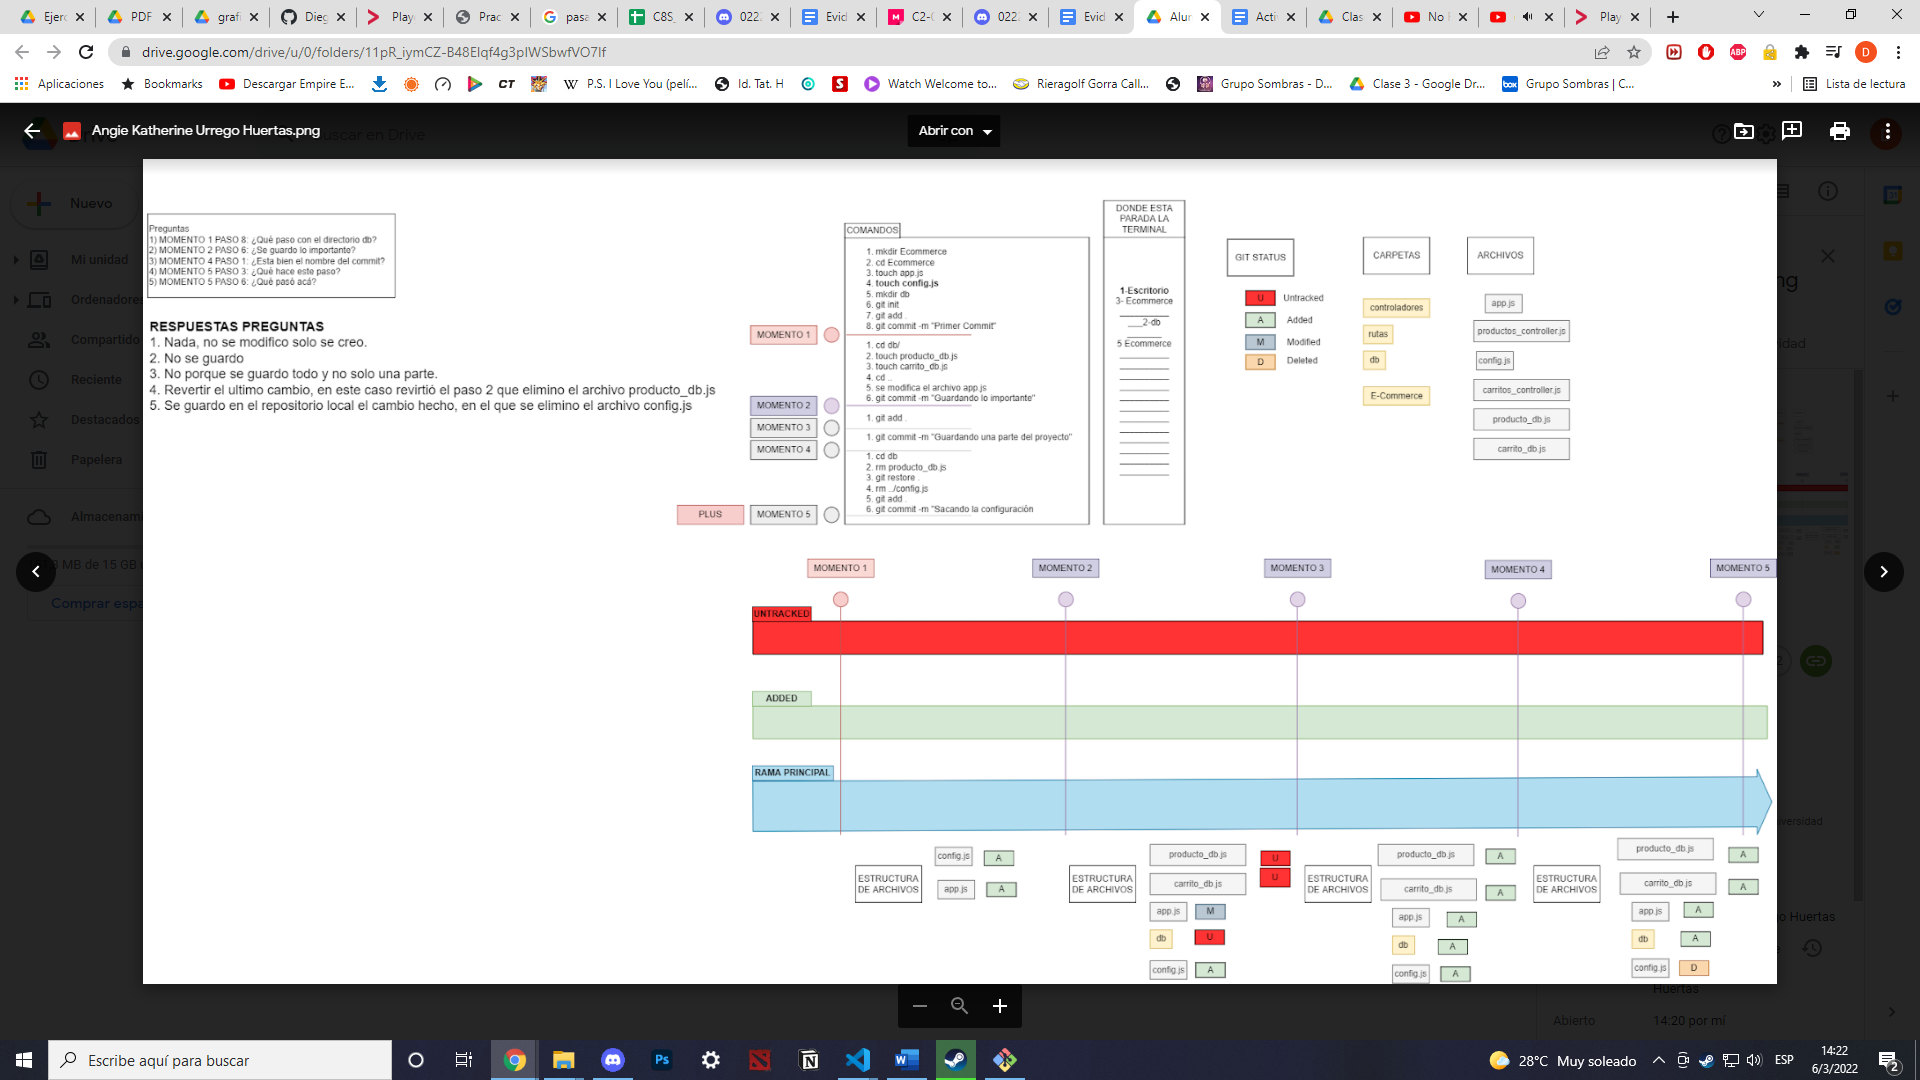 Ejerc
PDF
grafi
Dieg
Play
Prac
pasa
C8S_
022
Evid
C2-C
022
Evid
Alur
Activ
Clas
No
Play
drive.google.com/drive/u/0/folders/11pR_iymCZ-B48Elqf4g3plWSbwfVO7lf
Aplicaciones
Bookmarks
Descargar Empire E...
CT
P.S. I Love You (pelí...
Id. Tat. H
Watch Welcome to...
Rieragolf Gorra Call...
Grupo Sombras - D...
Clase 3 - Google Dr...
Grupo Sombras | C...
»
Lista de lectura
Angie Katherine Urrego Huertas.png
uscar en Drive
Abrir con
Nuevo
Mi unidad
Ordenadores
Compartido
Reciente
Destacados
Papelera
Almacenami
MB de 15 GB
Comprar espa
Preguntas
1) MOMENTO 1 PASO 8: ¿Qué paso con el directorio db?
2) MOMENTO 2 PASO 6: ¿Se guardo lo importante?
3) MOMENTO 4 PASO 1: ¿Esta bien el nombre del commit?
4) MOMENTO 5 PASO 3: ¿Qué hace este paso?
5) MOMENTO 5 PASO 6: ¿Qué pasó acá?
RESPUESTAS PREGUNTAS
1. Nada, no se modifico solo se creo.
2. No se guardo
3. No porque se guardo todo y no solo una parte.
4. Revertir el ultimo cambio, en este caso revirtió el paso 2 que elimino el archivo producto_db.js
5. Se guardo en el repositorio local el cambio hecho, en el que se elimino el archivo config.js
COMANDOS
1. mkdir Ecommerce
2. cd Ecommerce
3. touch app.js
4. touch config.js
5. mkdir db
6. git init
7. git add .
8. git commit -m "Primer Commit"
MOMENTO 1
1. cd db/
2. touch producto_db.js
3. touch carrito_db.js
4. cd ..
5. se modifica el archivo app.js
6. git commit -m "Guardando lo importante"
MOMENTO 2
1. git add .
MOMENTO 3
1. git commit -m "Guardando una parte del proyecto"
MOMENTO 4
1. cd db
2. rm producto_db.js
3. git restore .
4. rm ../config.js
5. git add .
6. git commit -m "Sacando la configuración
PLUS
MOMENTO 5
DONDE ESTA
PARADA LA
TERMINAL
1-Escritorio
3- Ecommerce
___2-db
5 Ecommerce
GIT STATUS
U Untracked
A Added
M Modified
D Deleted
CARPETAS
controladores
rutas
db
E-Commerce
ARCHIVOS
app.js
productos_controller.js
config.js
carritos_controller.js
producto_db.js
carrito_db.js
MOMENTO 1
MOMENTO 2
MOMENTO 3
MOMENTO 4
MOMENTO 5
UNTRACKED
ADDED
RAMA PRINCIPAL
ESTRUCTURA
DE ARCHIVOS
config.js A
app.js A
ESTRUCTURA
DE ARCHIVOS
producto_db.js U
carrito_db.js U
app.js M
db U
config.js A
ESTRUCTURA
DE ARCHIVOS
producto_db.js A
carrito_db.js A
app.js A
db A
config.js A
ESTRUCTURA
DE ARCHIVOS
producto_db.js A
carrito_db.js A
app.js A
db A
config.js D
Huertas
Abierto
14:20 por mí
Escribe aquí para buscar
28°C Muy soleado
ESP
14:22
6/3/2022
2